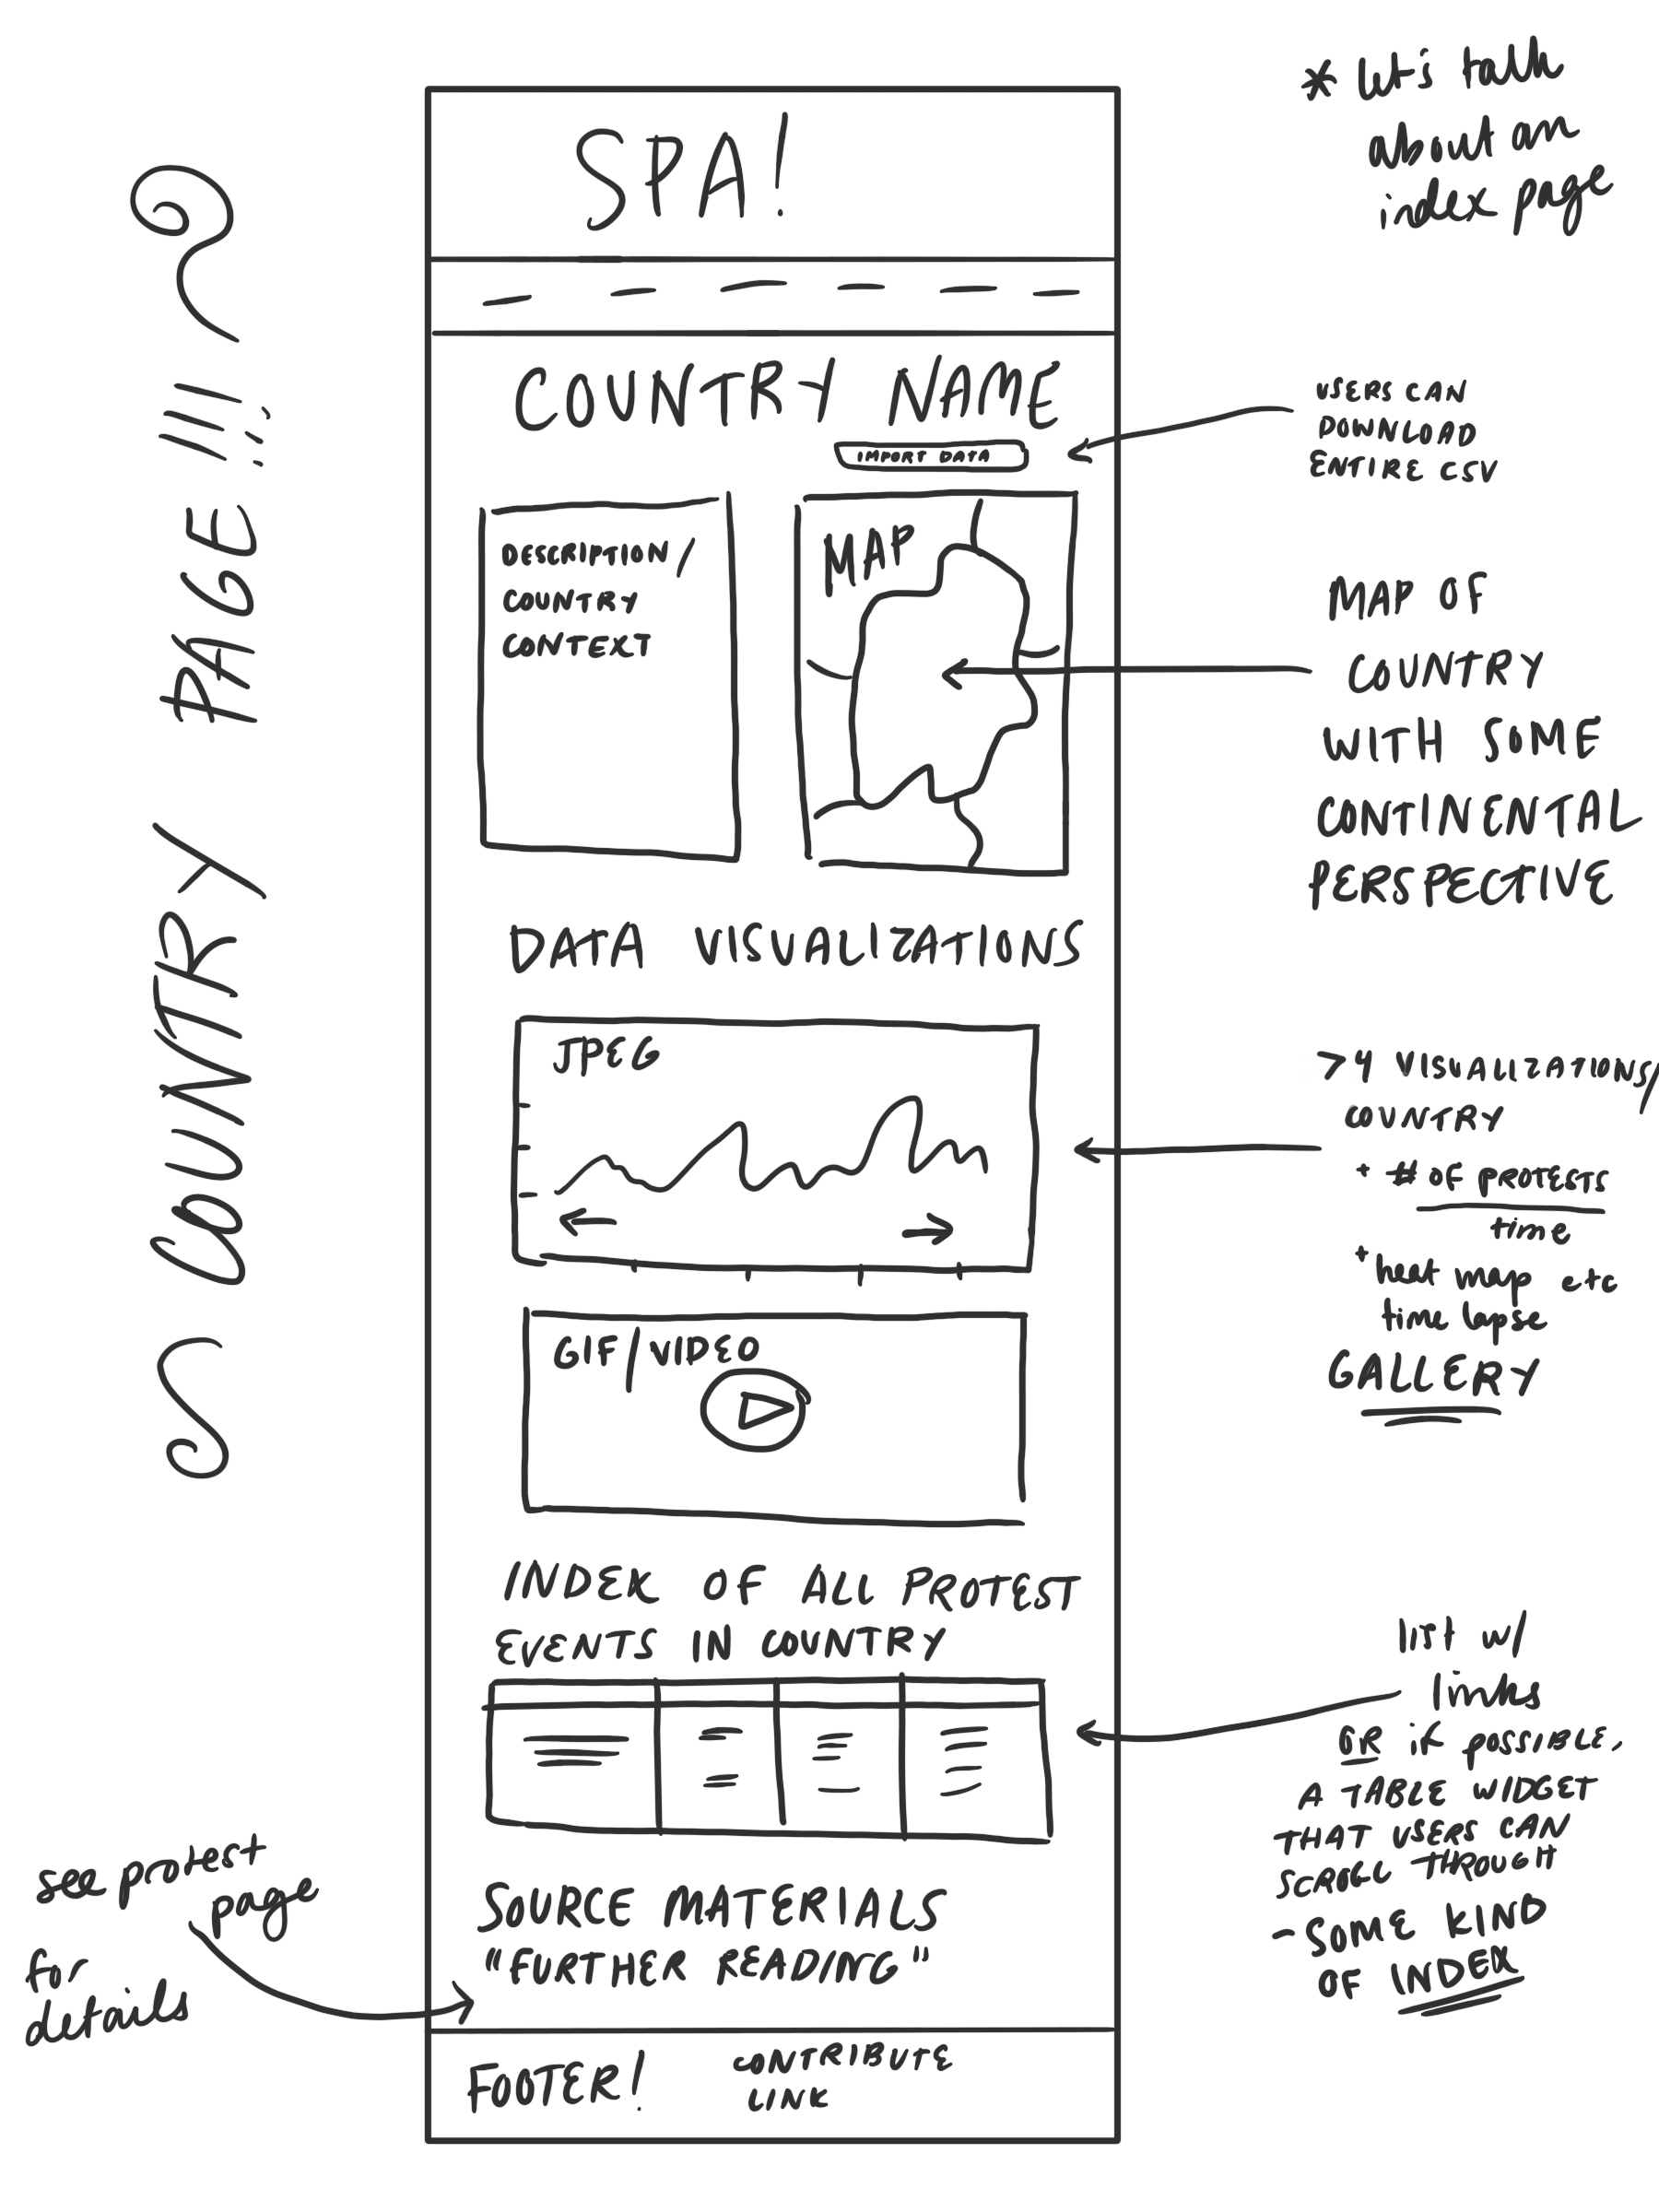 COUNTRY PAGE!!!
* let's talk
about an
index page
SPA!
COUNTRY NAME
IMPORT DATA
USERS CAN
DOWNLOAD
ENTIRE CSV
DESCRIPTION/
COUNTRY
CONTEXT
MAP
MAP OF
COUNTRY
WITH SOME
CONTINENTAL
PERSPECTIVE
DATA VISUALIZATIONS
JPEG
> 4 VISUALIZATIONS/
COUNTRY
+ # OF PROTESTS
time
+ heat map etc
time lapse
GALLERY
GIF/VIDEO
INDEX OF ALL PROTEST
EVENTS IN COUNTRY
list w/
links
OR if POSSIBLE,
A TABLE WIDGET
THAT USERS CAN
SCROLL THROUGH
- SOME KIND
OF INDEX
see protest
page
for
details
SOURCE MATERIALS
"FURTHER READING"
FOOTER!
CONTRIBUTE
LINK